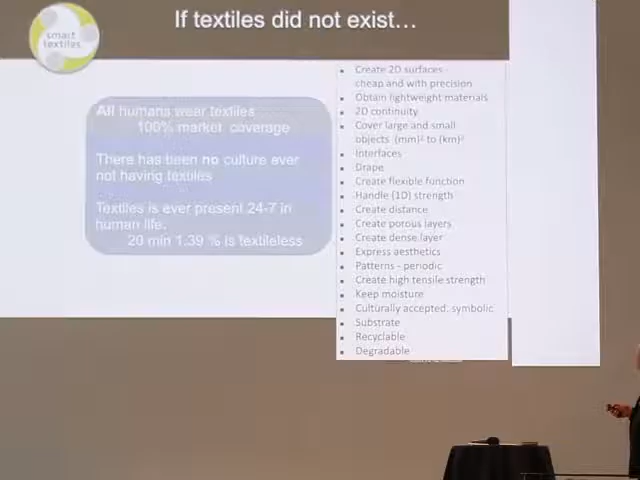 smart
textiles
If textiles did not exist...
All humans wear textiles
100% market coverage
There has been no culture ever
not having textiles
Textiles is ever present 24-7 in
human life.
20 min 1.39 % is textileless
Create 2D surfaces
cheap and with precision
Obtain lightweight materials
2D continuity
Cover large and small
objects (mm)² to (km)²
Interfaces
Drape
Create flexible function
Handle (1D) strength
Create distance
Create porous layers
Create dense layer
Express aesthetics
Patterns - periodic
Create high tensile strength
Keep moisture
Culturally accepted, symbolic
Substrate
Recyclable
Degradable